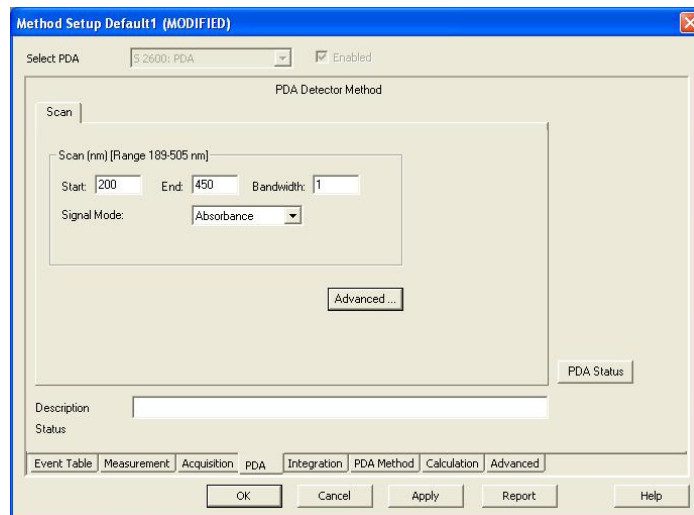 Method Setup Default1 (MODIFIED)
Select PDA S 2600: PDA Enabled
PDA Detector Method
Scan
Scan (nm) [Range 189-505 nm]
Start: 200 End: 450 Bandwidth: 1
Signal Mode: Absorbance
Advanced ...
PDA Status
Description
Status
Event Table Measurement Acquisition PDA Integration PDA Method Calculation Advanced
OK Cancel Apply Report Help